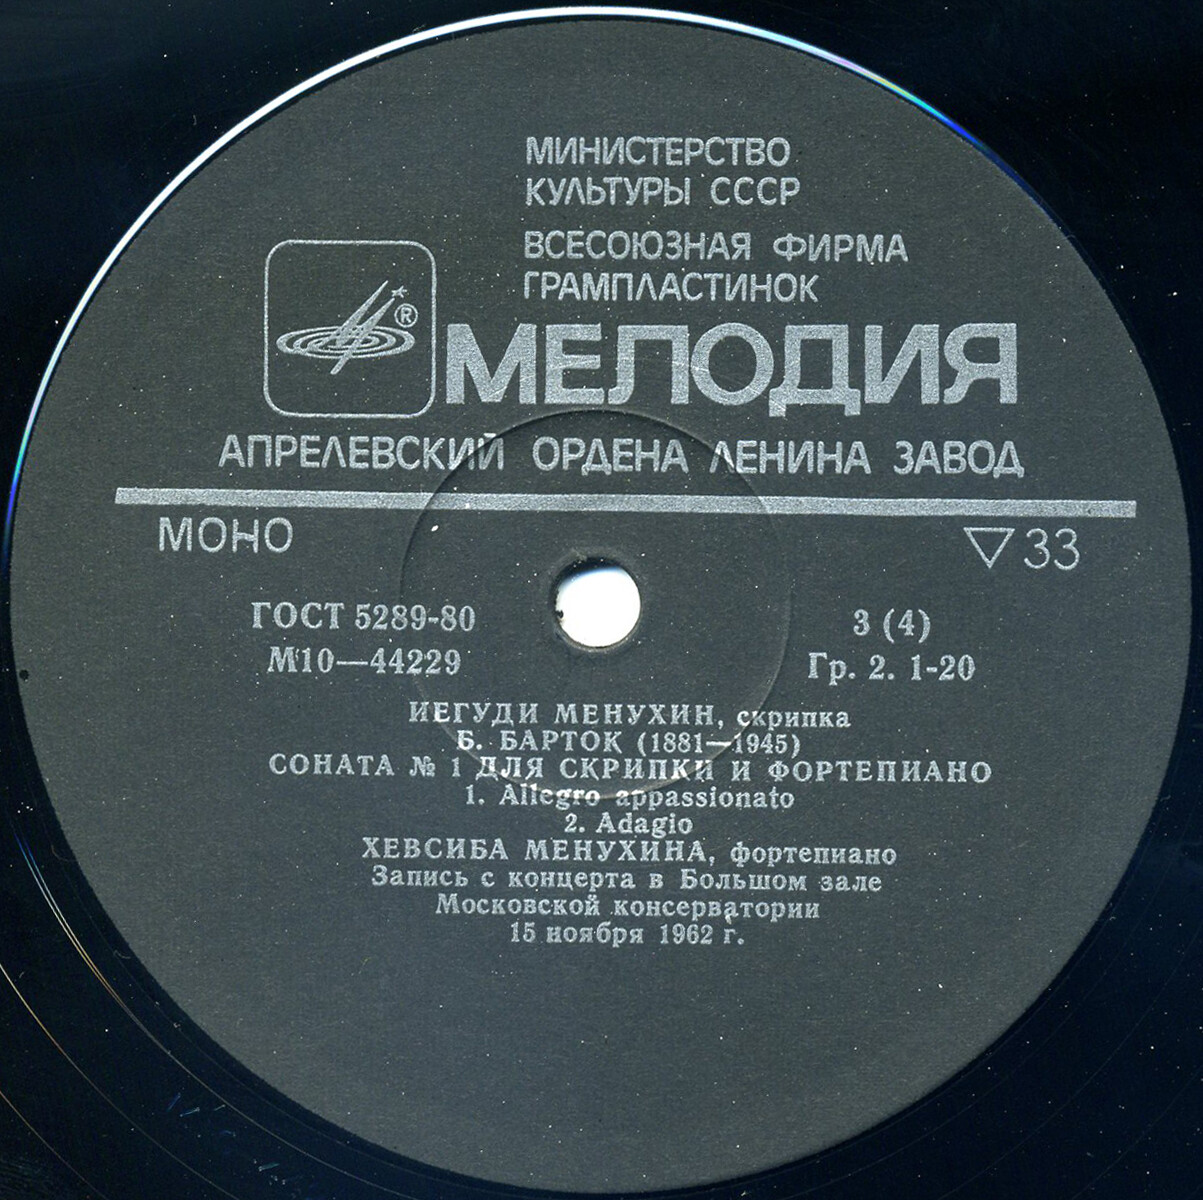 МИНИСТЕРСТВО
КУЛЬТУРЫ СССР
ВСЕСОЮЗНАЯ ФИРМА
ГРАМПЛАСТИНОК
®
МЕЛОДИЯ
АПРЕЛЕВСКИЙ ОРДЕНА ЛЕНИНА ЗАВОД
МОНО ▽33
ГОСТ 5289-80 3 (4)
М10—44229 Гр. 2. 1-20
ИЕГУДИ МЕНУХИН, скрипка
Б. БАРТОК (1881—1945)
СОНАТА № 1 ДЛЯ СКРИПКИ И ФОРТЕПИАНО
1. Allegro appassionato
2. Adagio
ХЕВСИБА МЕНУХИНА, фортепиано
Запись с концерта в Большом зале
Московской консерватории
15 ноября 1962 г.